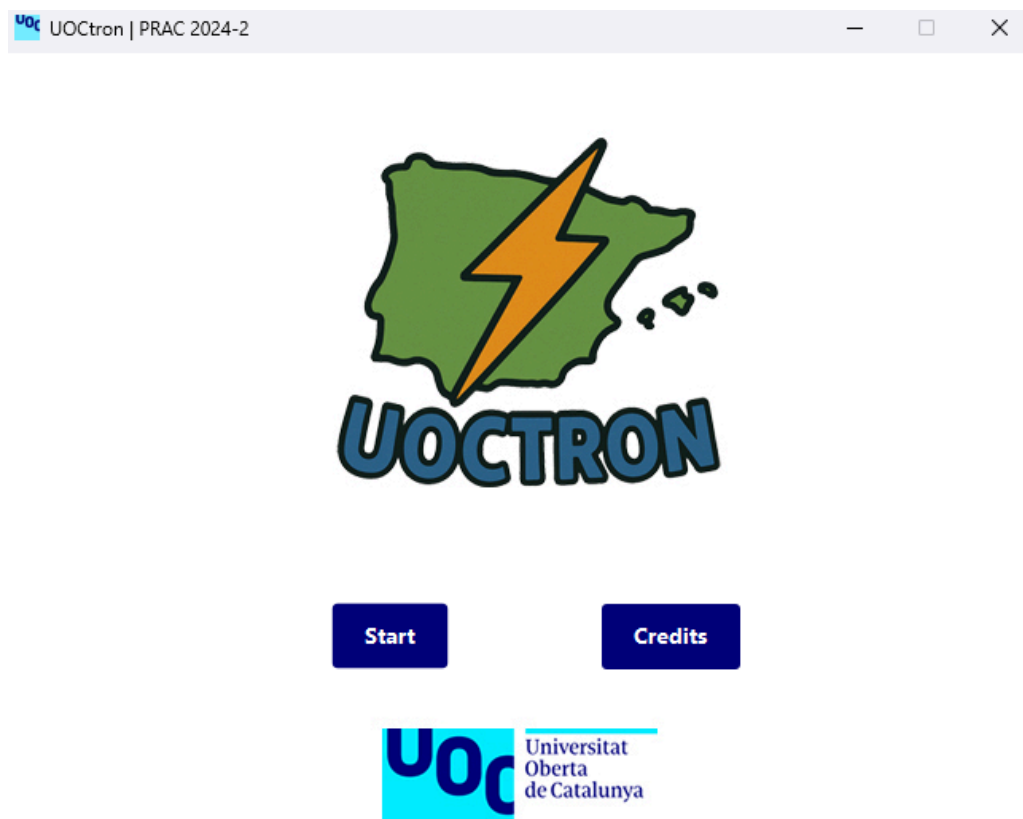 UOC UOCtron | PRAC 2024-2
UOCTRON
Start
Credits
UOC
Universitat
Oberta
de Catalunya